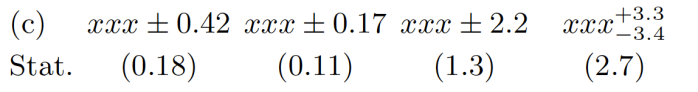 (c) xxx ± 0.42 xxx ± 0.17 xxx ± 2.2 xxx +3.3 −3.4
Stat. (0.18) (0.11) (1.3) (2.7)